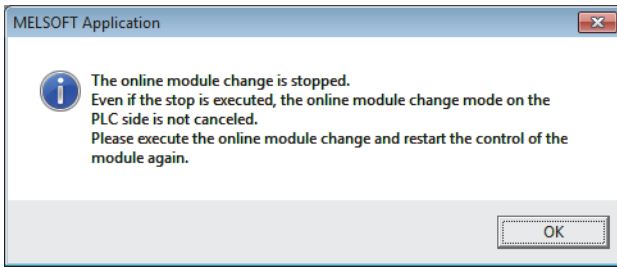 MELSOFT Application
The online module change is stopped.
Even if the stop is executed, the online module change mode on the
PLC side is not canceled.
Please execute the online module change and restart the control of the
module again.
OK